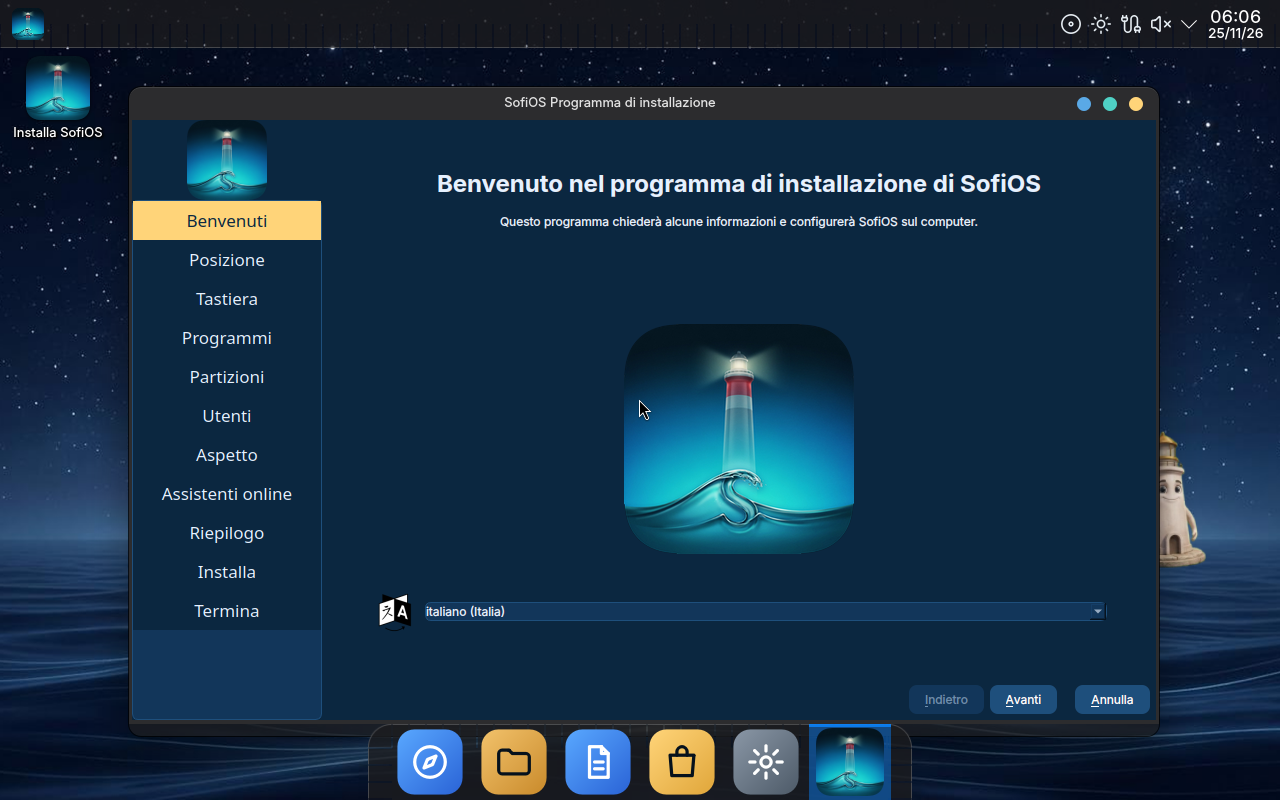 06:06
25/11/26
Installa SofiOS
SofiOS Programma di installazione
Benvenuti
Posizione
Tastiera
Programmi
Partizioni
Utenti
Aspetto
Assistenti online
Riepilogo
Installa
Termina
Benvenuto nel programma di installazione di SofiOS
Questo programma chiederà alcune informazioni e configurerà SofiOS sul computer.
italiano (Italia)
Indietro
Avanti
Annulla